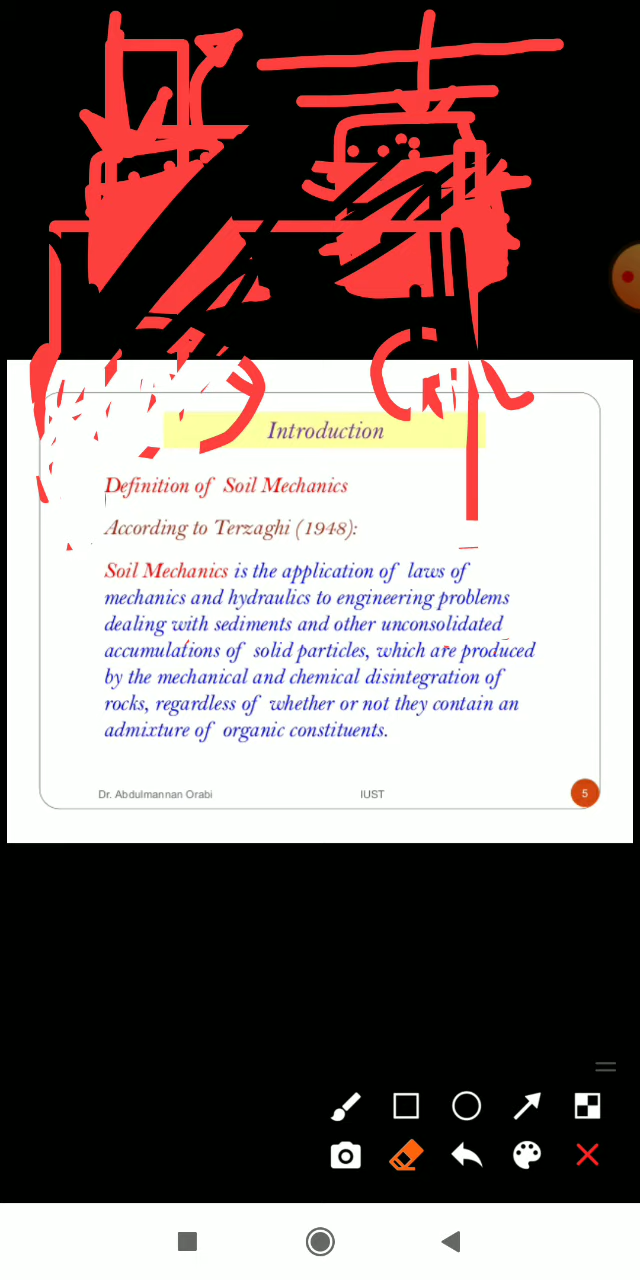 Introduction
Definition of Soil Mechanics
According to Terzaghi (1948):
Soil Mechanics is the application of laws of
mechanics and hydraulics to engineering problems
dealing with sediments and other unconsolidated
accumulations of solid particles, which are produced
by the mechanical and chemical disintegration of
rocks, regardless of whether or not they contain an
admixture of organic constituents.
Dr. Abdulmannan Orabi IUST 5